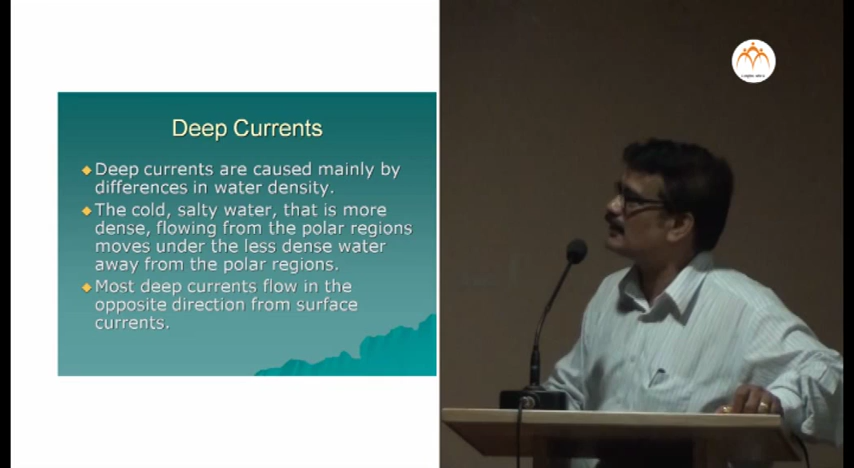 Deep Currents
Deep currents are caused mainly by
differences in water density.
The cold, salty water, that is more
dense, flowing from the polar regions
moves under the less dense water
away from the polar regions.
Most deep currents flow in the
opposite direction from surface
currents.